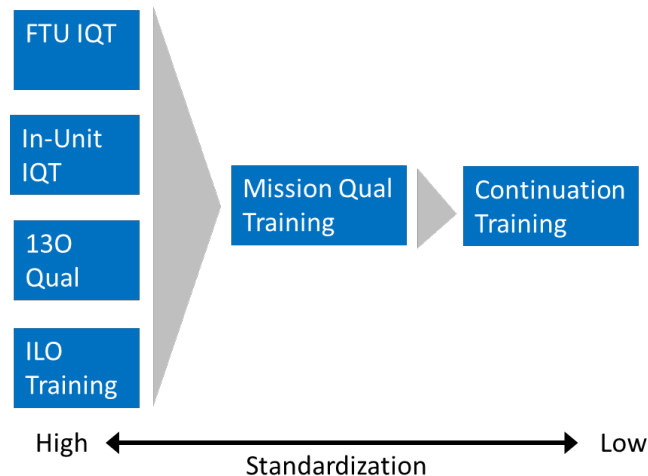 FTU IQT
In-Unit
IQT
13O
Qual
ILO
Training
Mission Qual
Training
Continuation
Training
High
Low
Standardization